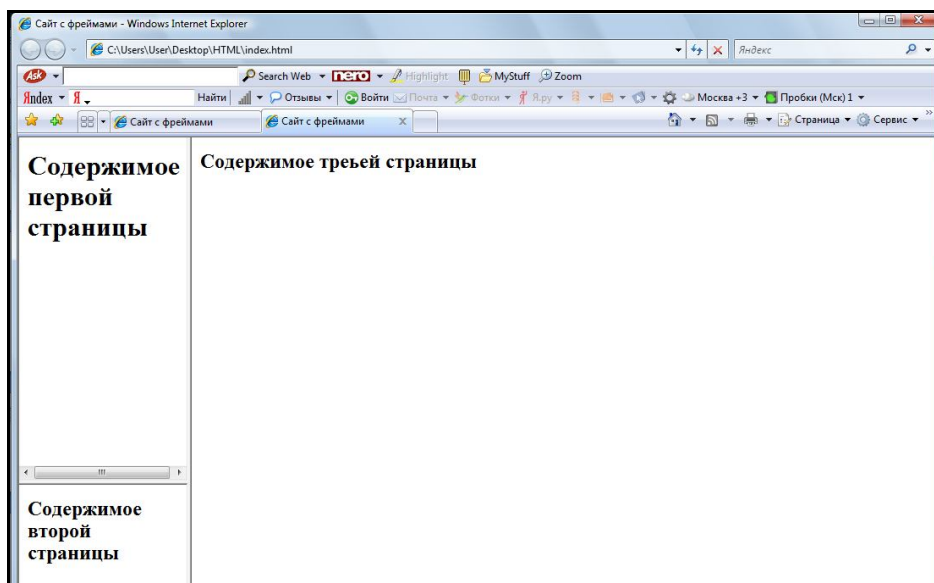 Сайт с фреймами - Windows Internet Explorer
C:\Users\User\Desktop\HTML\index.html Яндекс
Ask Search Web nero Highlight MyStuff Zoom
Яndex Я Найти Отзывы Войти Почта Фотки Я.ру Москва +3 Пробки (Мск) 1
Сайт с фреймами Сайт с фреймами x Страница Сервис »
Содержимое
первой
страницы
Содержимое треьей страницы
Содержимое
второй
страницы